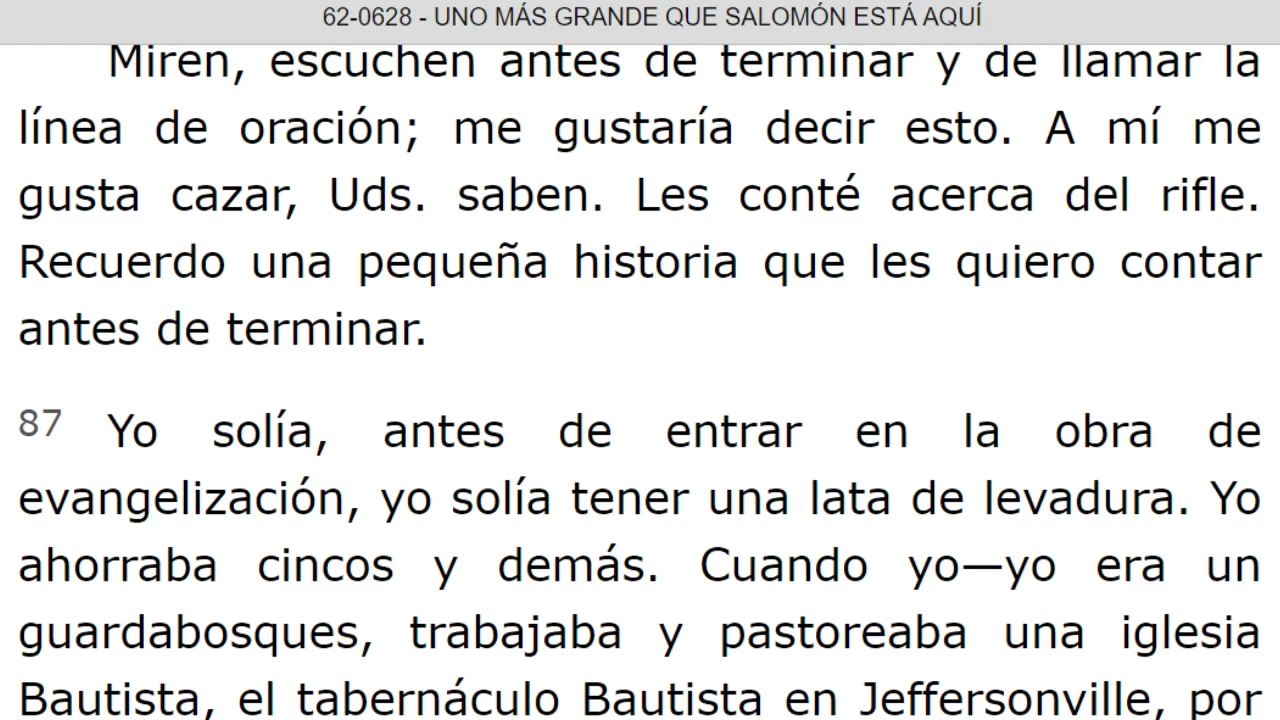 62-0628 - UNO MÁS GRANDE QUE SALOMÓN ESTÁ AQUÍ
Miren, escuchen antes de terminar y de llamar la
línea de oración; me gustaría decir esto. A mí me
gusta cazar, Uds. saben. Les conté acerca del rifle.
Recuerdo una pequeña historia que les quiero contar
antes de terminar.
87 Yo solía, antes de entrar en la obra de
evangelización, yo solía tener una lata de levadura. Yo
ahorraba cincos y demás. Cuando yo—yo era un
guardabosques, trabajaba y pastoreaba una iglesia
Bautista, el tabernáculo Bautista en Jeffersonville, por